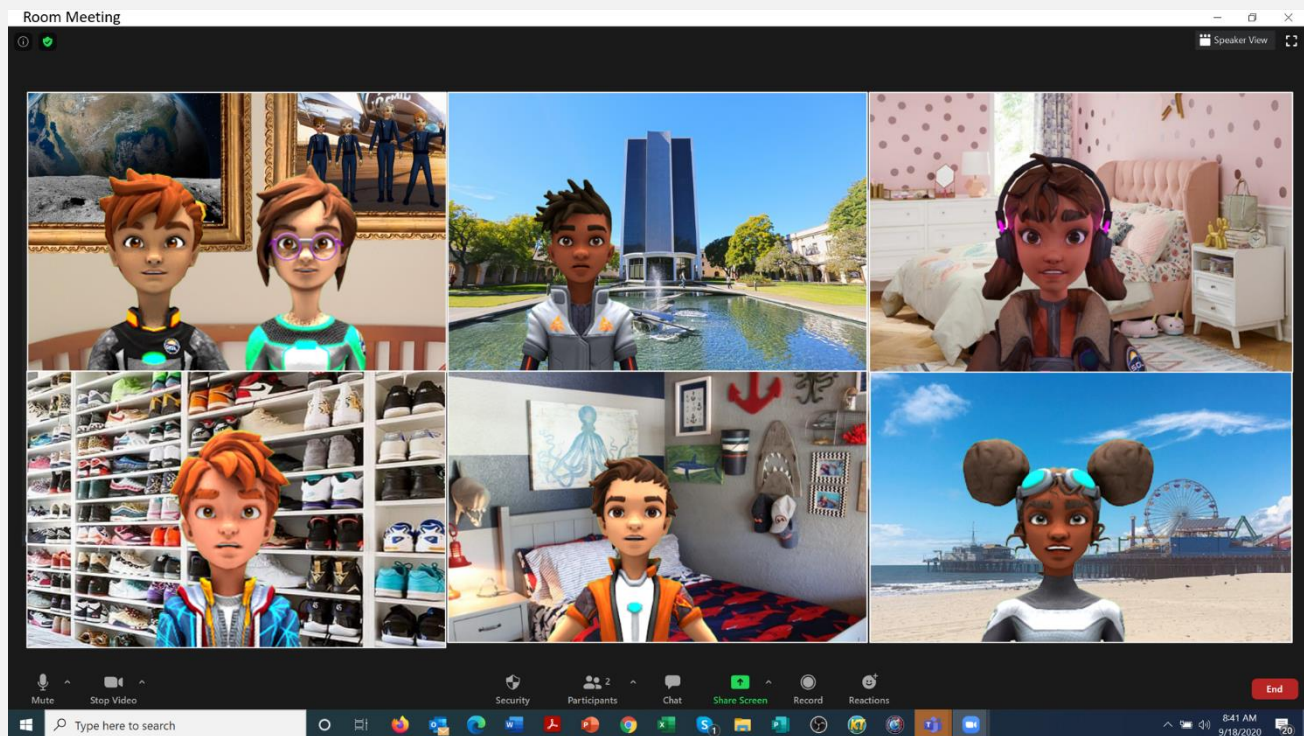 Room Meeting
Speaker View
Mute
Stop Video
Security
Participants
2
Chat
Share Screen
Record
Reactions
End
Type here to search
8:41 AM
9/18/2020
20